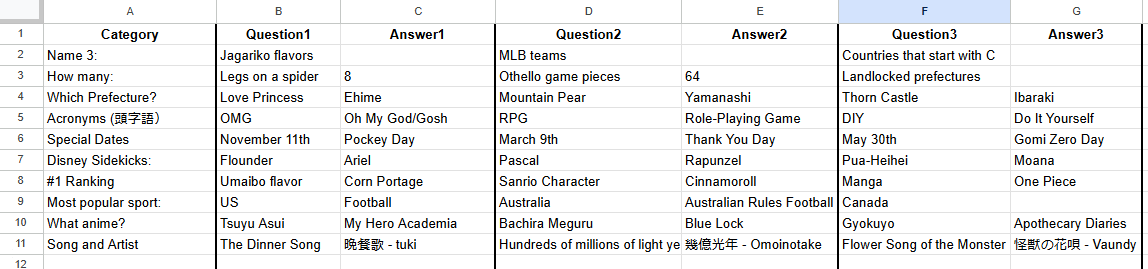 A B C D E F G
1 Category Question1 Answer1 Question2 Answer2 Question3 Answer3
2 Name 3: Jagariko flavors MLB teams Countries that start with C
3 How many: Legs on a spider 8 Othello game pieces 64 Landlocked prefectures
4 Which Prefecture? Love Princess Ehime Mountain Pear Yamanashi Thorn Castle Ibaraki
5 Acronyms (頭字語） OMG Oh My God/Gosh RPG Role-Playing Game DIY Do It Yourself
6 Special Dates November 11th Pockey Day March 9th Thank You Day May 30th Gomi Zero Day
7 Disney Sidekicks: Flounder Ariel Pascal Rapunzel Pua-Heihei Moana
8 #1 Ranking Umaibo flavor Corn Portage Sanrio Character Cinnamoroll Manga One Piece
9 Most popular sport: US Football Australia Australian Rules Football Canada
10 What anime? Tsuyu Asui My Hero Academia Bachira Meguru Blue Lock Gyokuyo Apothecary Diaries
11 Song and Artist The Dinner Song 晩餐歌 - tuki Hundreds of millions of light ye 幾億光年 - Omoinotake Flower Song of the Monster 怪獣の花唄 - Vaundy
12